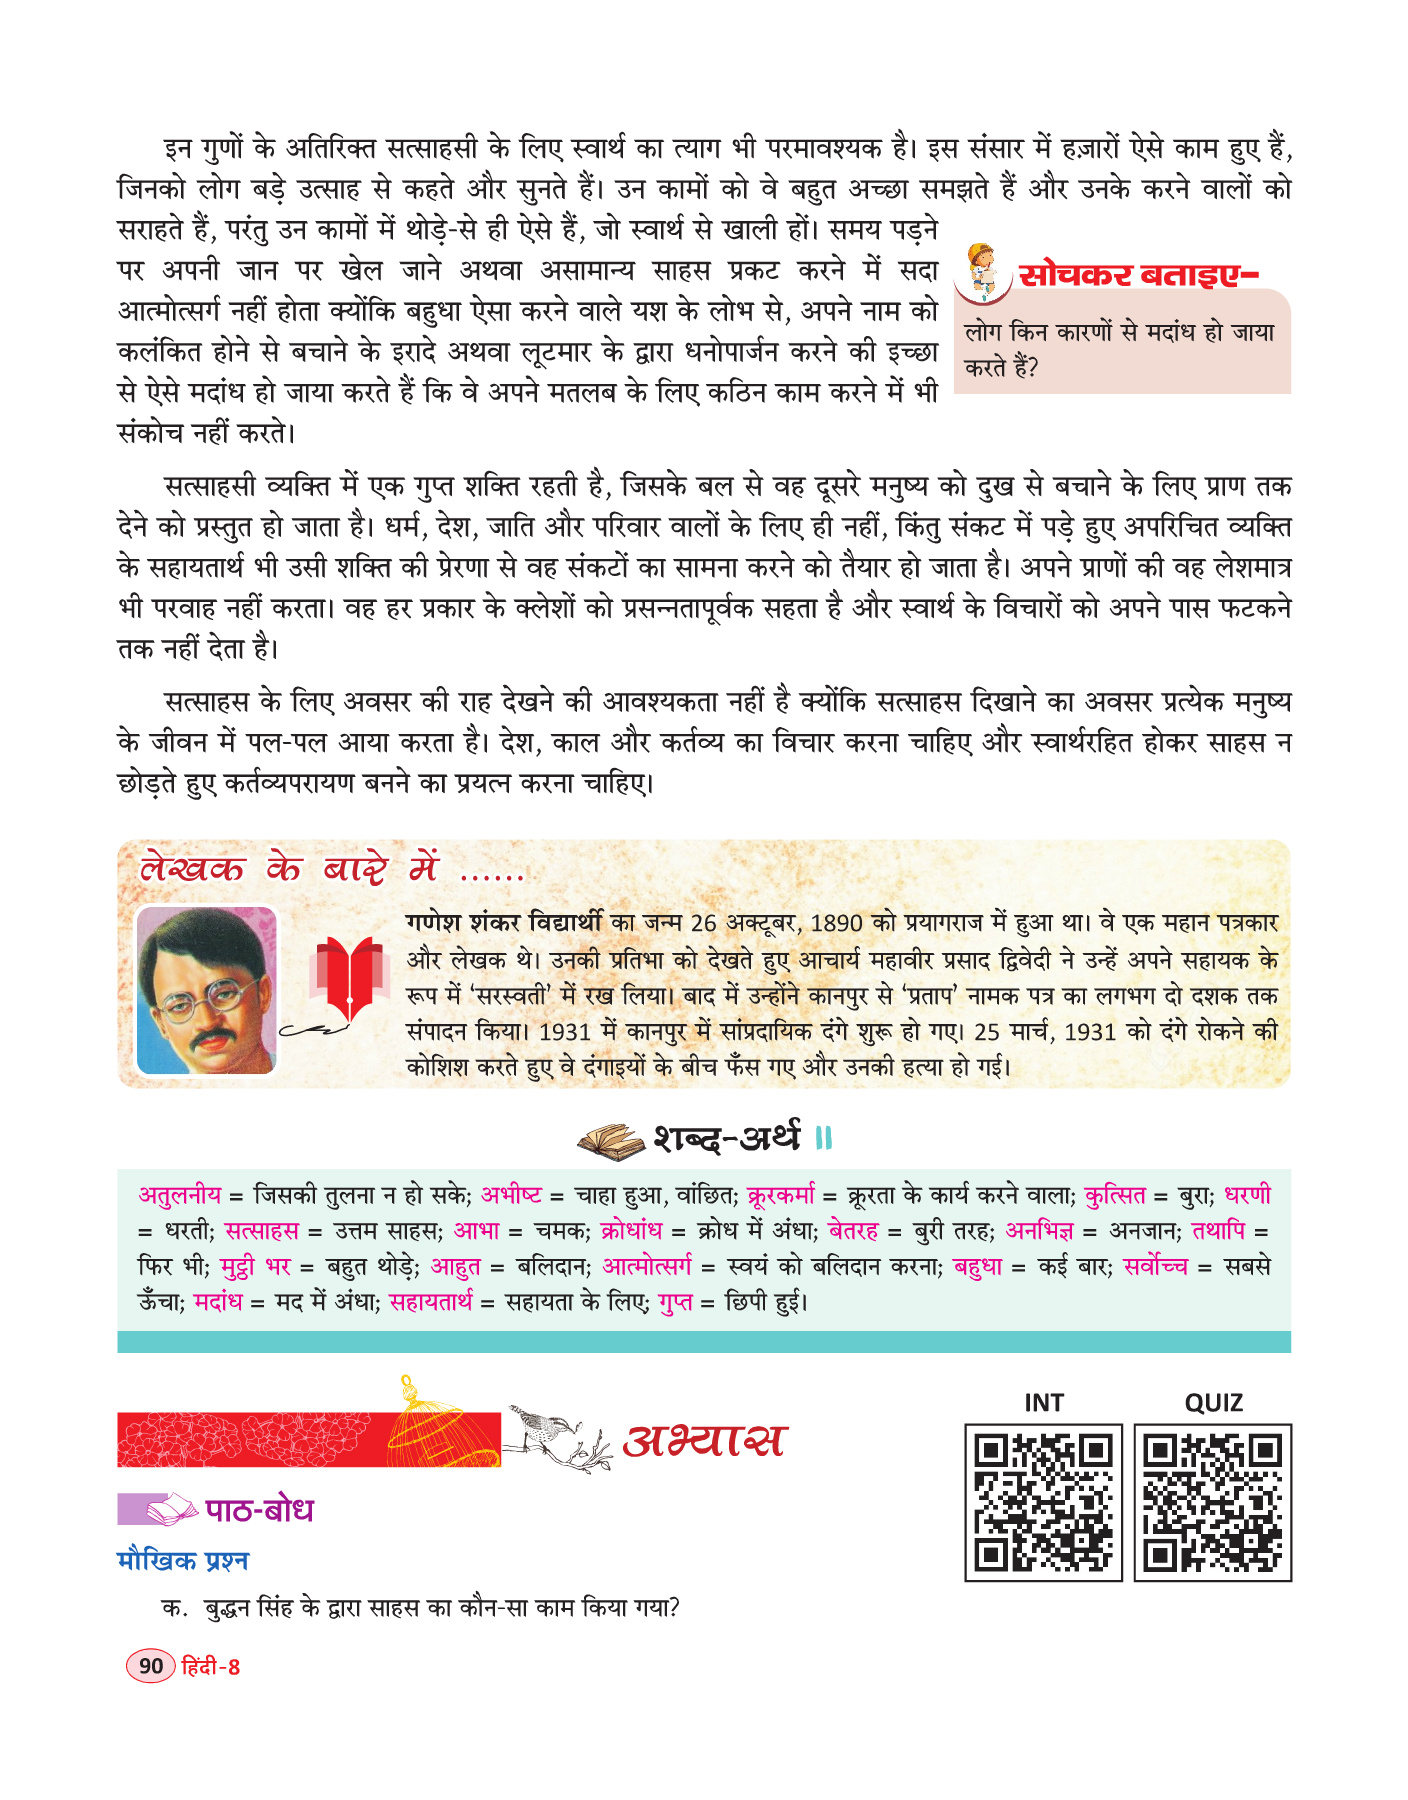 इन गुणों के अतिरिक्त सत्साहसी के लिए स्वार्थ का त्याग भी परमावश्यक है। इस संसार में हज़ारों ऐसे काम हुए हैं,
जिनको लोग बड़े उत्साह से कहते और सुनते हैं। उन कामों को वे बहुत अच्छा समझते हैं और उनके करने वालों को
सराहते हैं, परंतु उन कामों में थोड़े-से ही ऐसे हैं, जो स्वार्थ से खाली हों। समय पड़ने
पर अपनी जान पर खेल जाने अथवा असामान्य साहस प्रकट करने में सदा
आत्मोत्सर्ग नहीं होता क्योंकि बहुधा ऐसा करने वाले यश के लोभ से, अपने नाम को
कलंकित होने से बचाने के इरादे अथवा लूटमार के द्वारा धनोपार्जन करने की इच्छा
से ऐसे मदांध हो जाया करते हैं कि वे अपने मतलब के लिए कठिन काम करने में भी
संकोच नहीं करते।
सोचकर बताइए–
लोग किन कारणों से मदांध हो जाया
करते हैं?
सत्साहसी व्यक्ति में एक गुप्त शक्ति रहती है, जिसके बल से वह दूसरे मनुष्य को दुख से बचाने के लिए प्राण तक
देने को प्रस्तुत हो जाता है। धर्म, देश, जाति और परिवार वालों के लिए ही नहीं, किंतु संकट में पड़े हुए अपरिचित व्यक्ति
के सहायतार्थ भी उसी शक्ति की प्रेरणा से वह संकटों का सामना करने को तैयार हो जाता है। अपने प्राणों की वह लेशमात्र
भी परवाह नहीं करता। वह हर प्रकार के क्लेशों को प्रसन्नतापूर्वक सहता है और स्वार्थ के विचारों को अपने पास फटकने
तक नहीं देता है।
सत्साहस के लिए अवसर की राह देखने की आवश्यकता नहीं है क्योंकि सत्साहस दिखाने का अवसर प्रत्येक मनुष्य
के जीवन में पल-पल आया करता है। देश, काल और कर्तव्य का विचार करना चाहिए और स्वार्थरहित होकर साहस न
छोड़ते हुए कर्तव्यपरायण बनने का प्रयत्न करना चाहिए।
लेखक के बारे में ......
गणेश शंकर विद्यार्थी का जन्म 26 अक्टूबर, 1890 को प्रयागराज में हुआ था। वे एक महान पत्रकार
और लेखक थे। उनकी प्रतिभा को देखते हुए आचार्य महावीर प्रसाद द्विवेदी ने उन्हें अपने सहायक के
रूप में ‘सरस्वती’ में रख लिया। बाद में उन्होंने कानपुर से ‘प्रताप’ नामक पत्र का लगभग दो दशक तक
संपादन किया। 1931 में कानपुर में सांप्रदायिक दंगे शुरू हो गए। 25 मार्च, 1931 को दंगे रोकने की
कोशिश करते हुए वे दंगाइयों के बीच फँस गए और उनकी हत्या हो गई।
शब्द-अर्थ
अतुलनीय = जिसकी तुलना न हो सके; अभीष्ट = चाहा हुआ, वांछित; क्रूरकर्मा = क्रूरता के कार्य करने वाला; कुत्सित = बुरा; धरणी
= धरती; सत्साहस = उत्तम साहस; आभा = चमक; क्रोधांध = क्रोध में अंधा; बेतरह = बुरी तरह; अनभिज्ञ = अनजान; तथापि =
फिर भी; मुट्ठी भर = बहुत थोड़े; आहुत = बलिदान; आत्मोत्सर्ग = स्वयं को बलिदान करना; बहुधा = कई बार; सर्वोच्च = सबसे
ऊँचा; मदांध = मद में अंधा; सहायतार्थ = सहायता के लिए; गुप्त = छिपी हुई।
अभ्यास
INT
QUIZ
पाठ-बोध
मौखिक प्रश्न
क. बुद्धन सिंह के द्वारा साहस का कौन-सा काम किया गया?
90 हिंदी-8